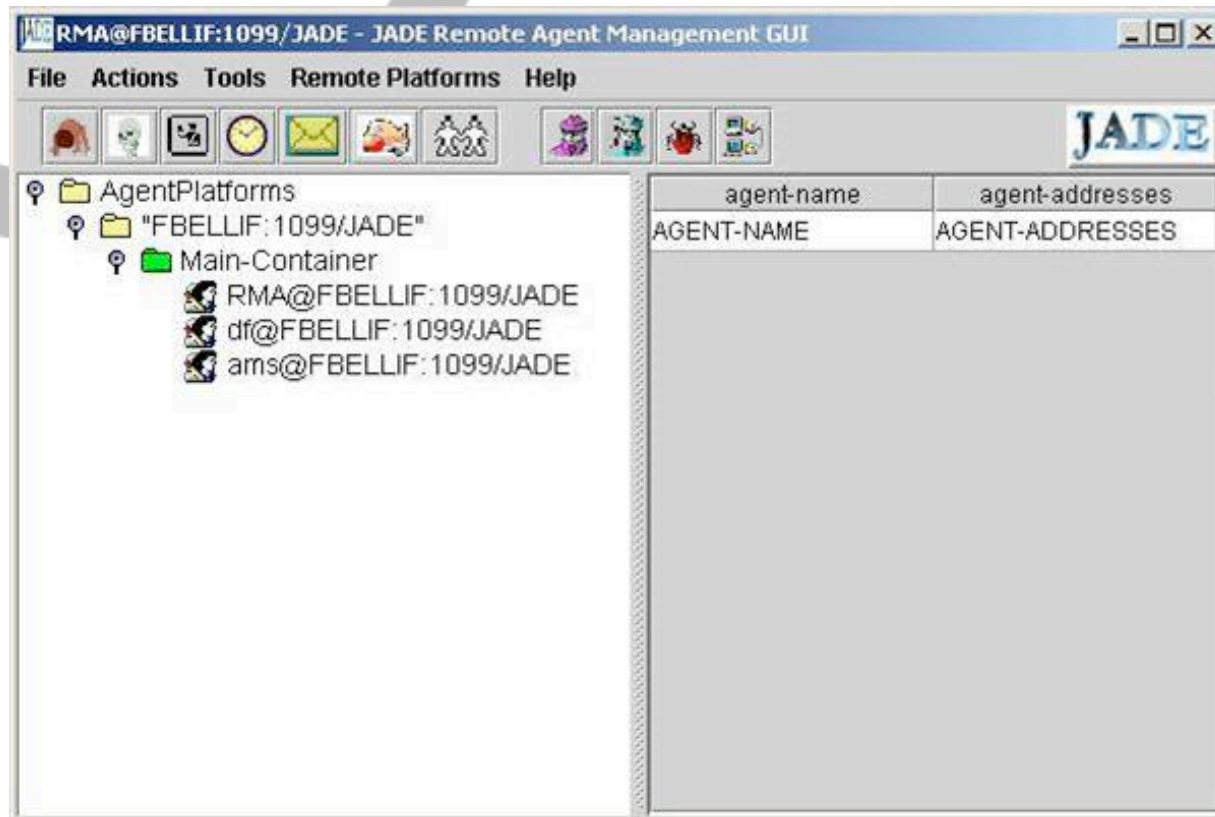 RMA@FBELLIF:1099/JADE - JADE Remote Agent Management GUI
File Actions Tools Remote Platforms Help
JADE
AgentPlatforms
"FBELLIF:1099/JADE"
Main-Container
RMA@FBELLIF:1099/JADE
df@FBELLIF:1099/JADE
ams@FBELLIF:1099/JADE
agent-name agent-addresses
AGENT-NAME AGENT-ADDRESSES